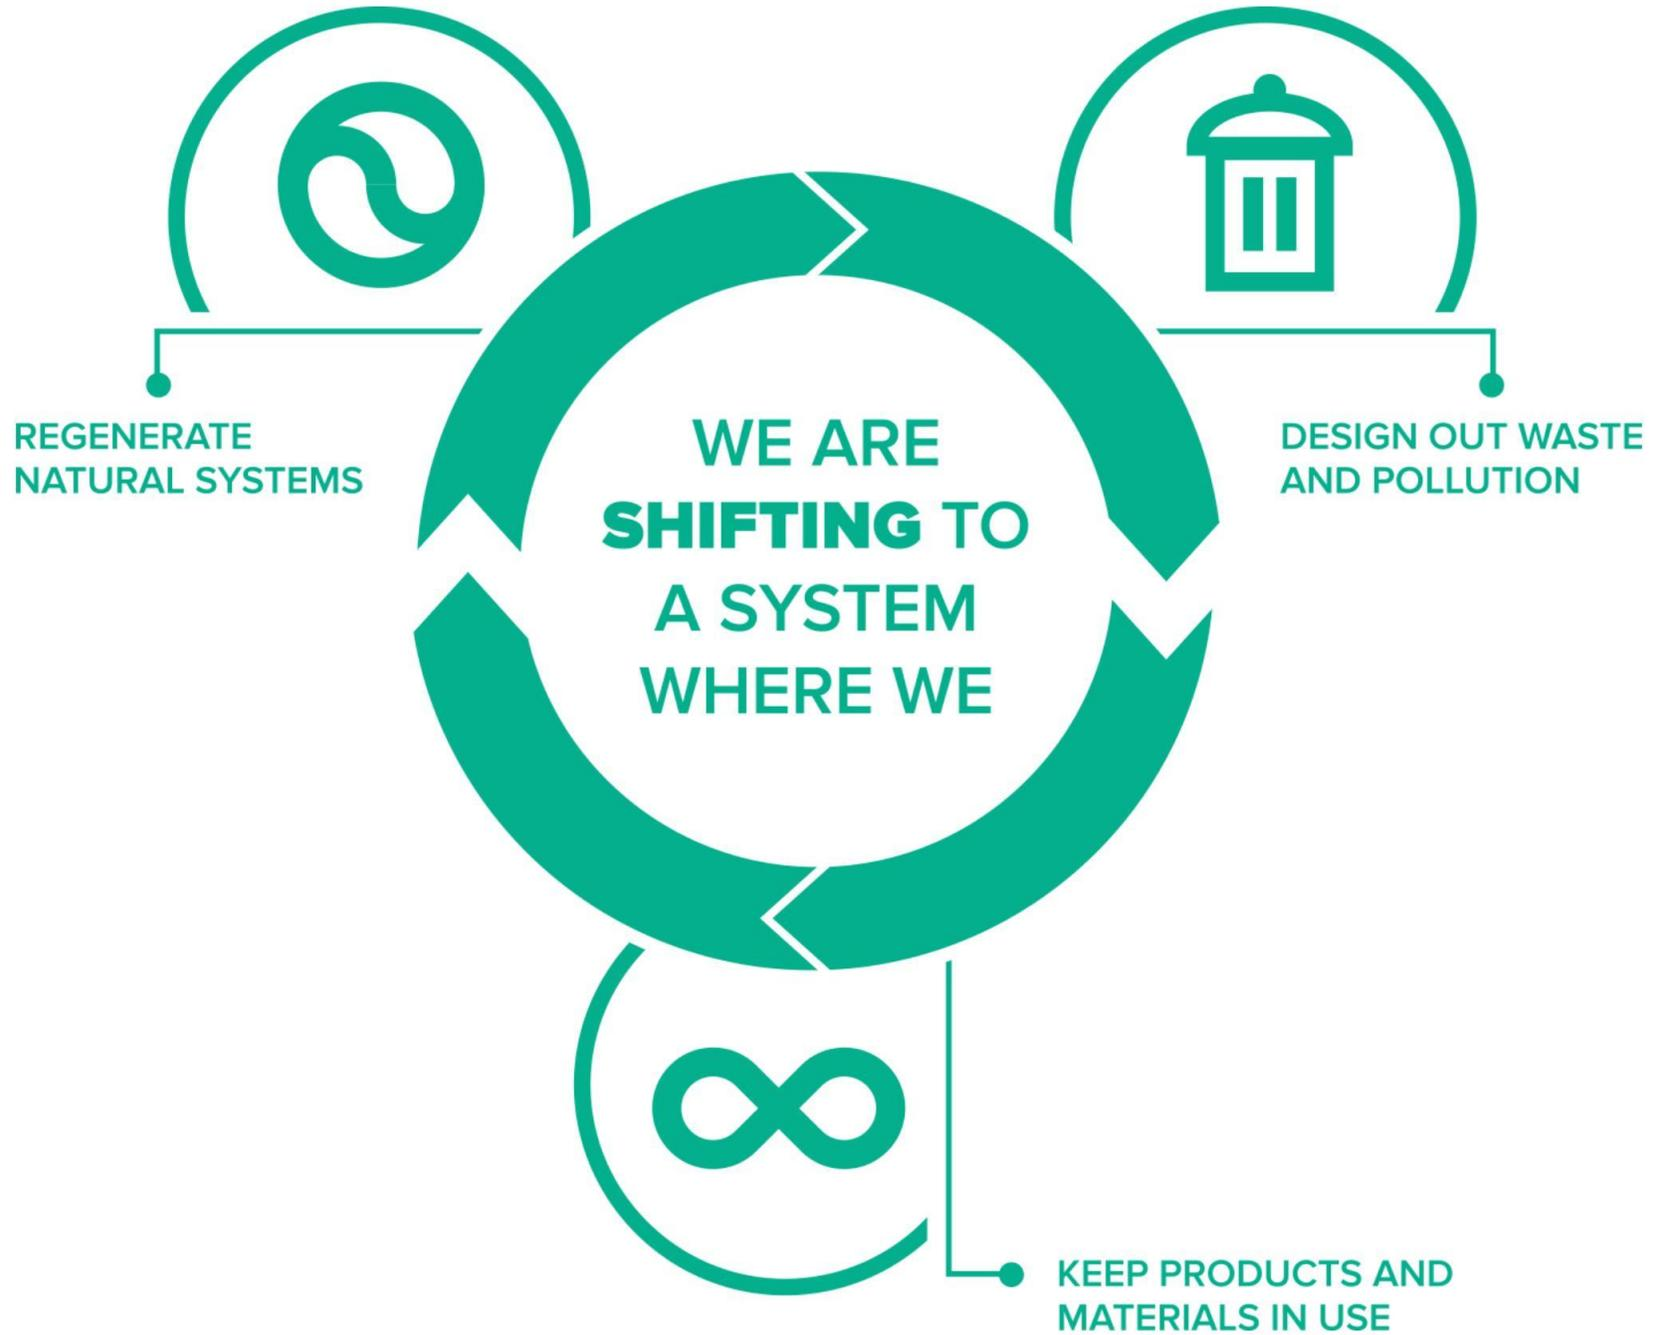 WE ARE
SHIFTING TO
A SYSTEM
WHERE WE
REGENERATE
NATURAL SYSTEMS
DESIGN OUT WASTE
AND POLLUTION
KEEP PRODUCTS AND
MATERIALS IN USE